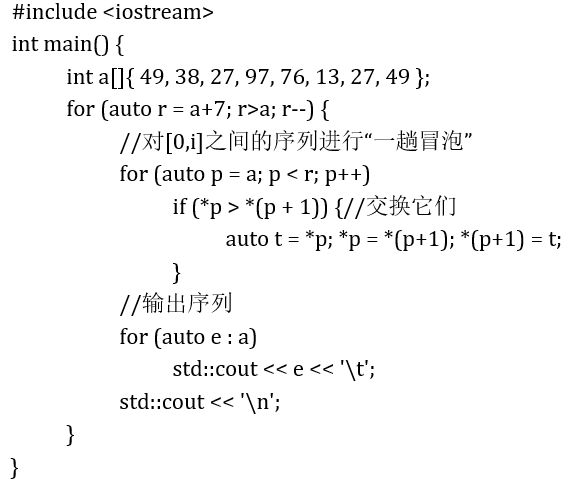 #include <iostream>
int main() {
int a[]{ 49, 38, 27, 97, 76, 13, 27, 49 };
for (auto r = a+7; r>a; r--) {
//对[0,i]之间的序列进行“一趟冒泡”
for (auto p = a; p < r; p++)
if (*p > *(p + 1)) {//交换它们
auto t = *p; *p = *(p+1); *(p+1) = t;
}
//输出序列
for (auto e : a)
std::cout << e << '\t';
std::cout << '\n';
}
}